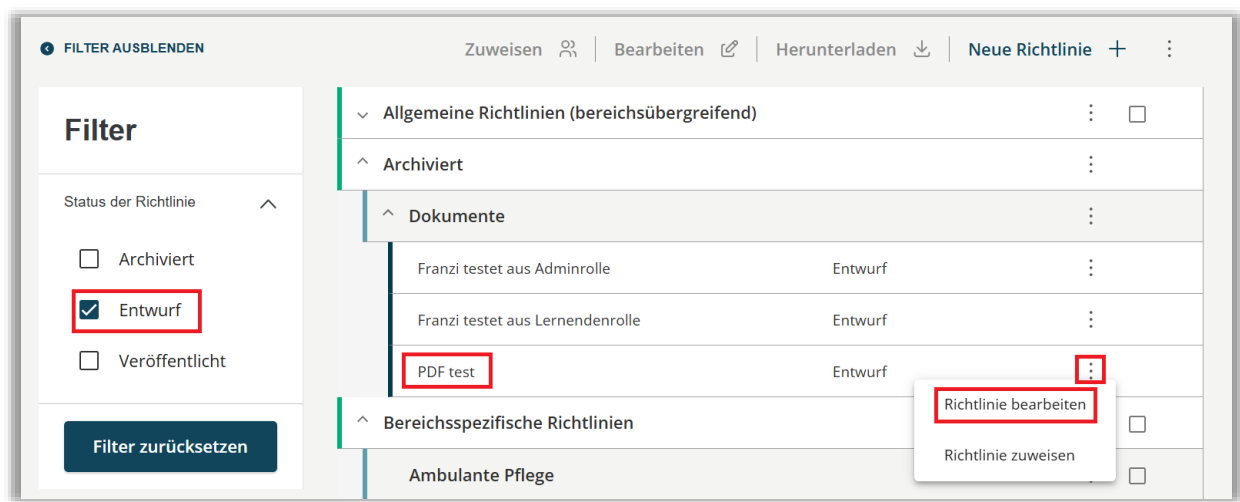 FILTER AUSBLENDEN
Zuweisen
Bearbeiten
Herunterladen
Neue Richtlinie
Filter
Status der Richtlinie
Archiviert
Entwurf
Veröffentlicht
Filter zurücksetzen
Allgemeine Richtlinien (bereichsübergreifend)
Archiviert
Dokumente
Franzi testet aus Adminrolle Entwurf
Franzi testet aus Lernendenrolle Entwurf
PDF test Entwurf
Richtlinie bearbeiten
Richtlinie zuweisen
Bereichsspezifische Richtlinien
Ambulante Pflege